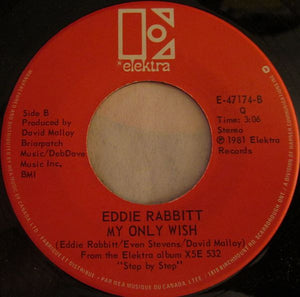 elektra
Side B
Produced by
David Malloy
Briarpatch
Music/DebDave
Music Inc.
BMI
E-47174-B
Q
Time: 3:06
Stereo
℗ 1981 Elektra
Records
EDDIE RABBITT
MY ONLY WISH
(Eddie Rabbitt/Even Stevens/David Malloy)
From the Elektra album X5E 532
"Step by Step"